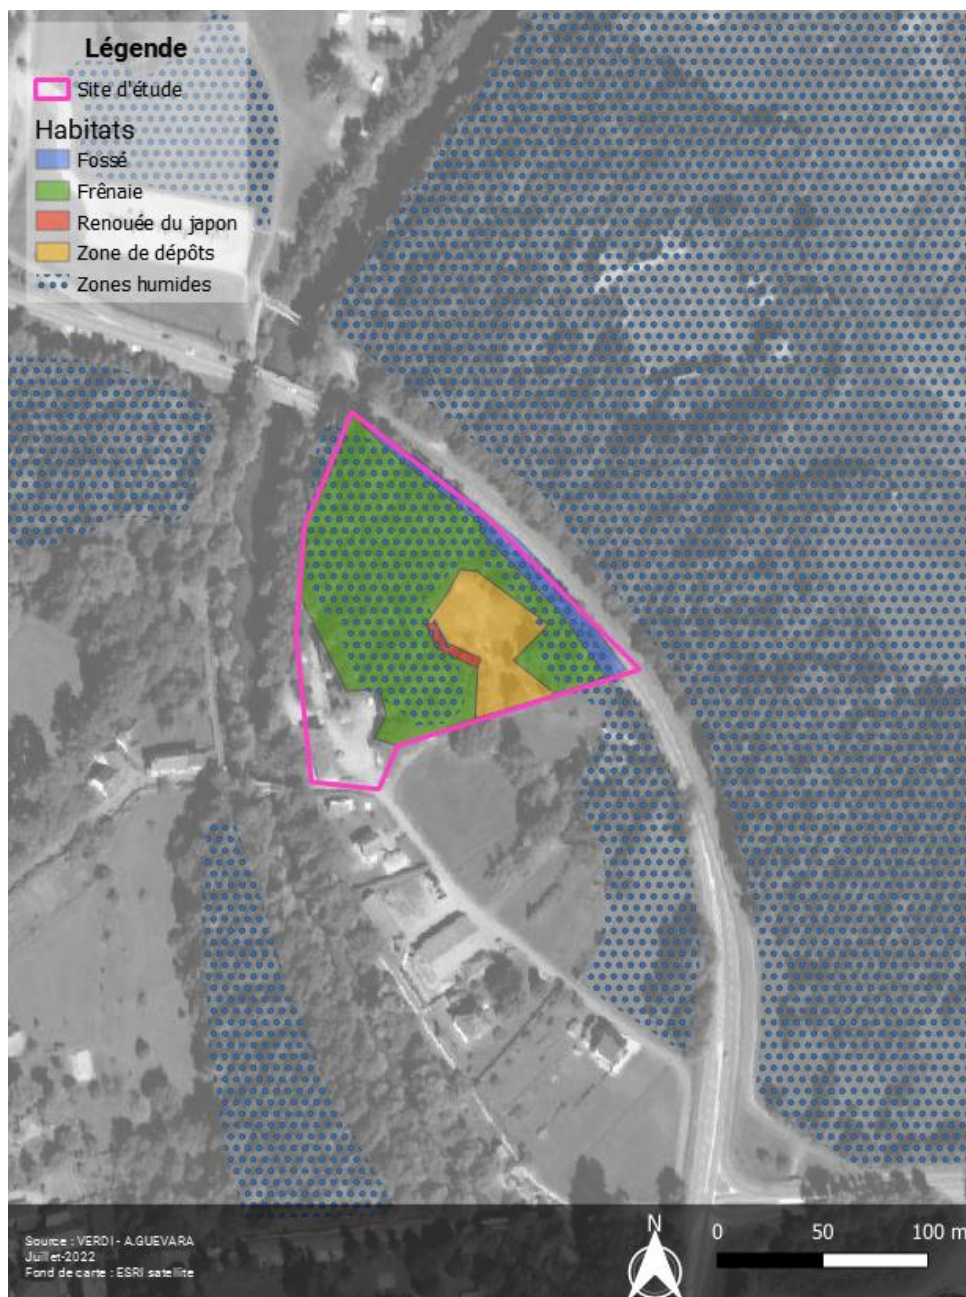 Légende
Site d'étude
Habitats
Fossé
Frênaie
Renouée du japon
Zone de dépôts
Zones humides
Source : VERDI - A.GUEVARA
Juillet-2022
Fond de carte : ESRI satellite
N
0 50 100 m